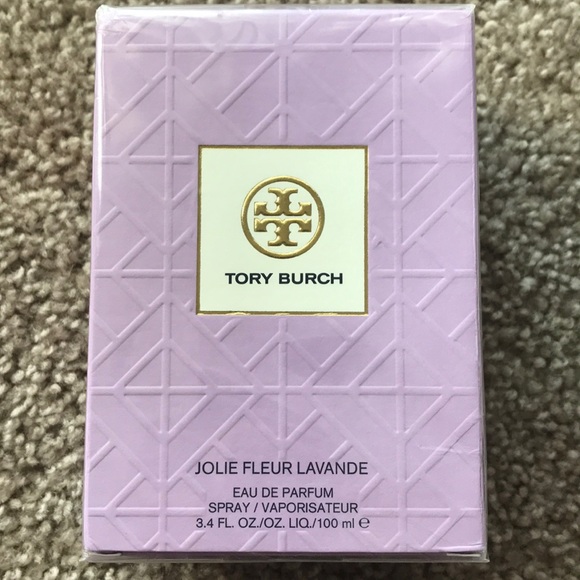 TORY BURCH
JOLIE FLEUR LAVANDE
EAU DE PARFUM
SPRAY / VAPORISATEUR
3.4 FL. OZ./OZ. LIQ./100 ml ℮